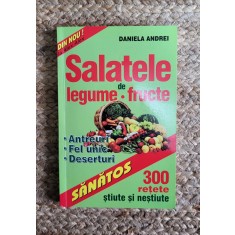 DIN NOU!
DANIELA ANDREI
Salatele
de
legume • fructe
• Antreuri
• Fel unic
• Deserturi
SĂNĂTOS
300
rețete
știute și neștiute